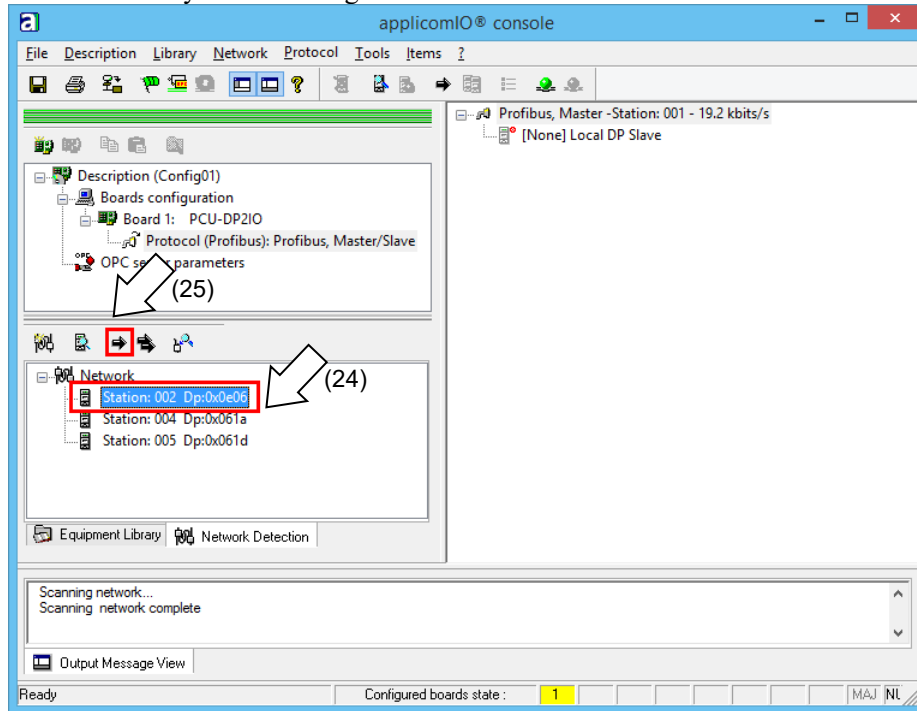 applicomIO® console
File Description Library Network Protocol Tools Items ?
Profibus, Master -Station: 001 - 19.2 kbits/s
[None] Local DP Slave
Description (Config01)
Boards configuration
Board 1: PCU-DP2IO
Protocol (Profibus): Profibus, Master/Slave
OPC server parameters
(25)
Network
(24)
Station: 002 Dp:0x0e06
Station: 004 Dp:0x061a
Station: 005 Dp:0x061d
Equipment Library Network Detection
Scanning network...
Scanning network complete
Output Message View
Ready Configured boards state : 1 MAJ